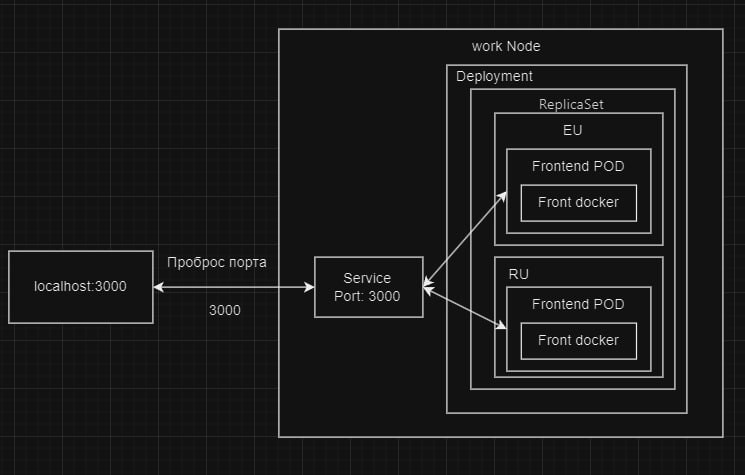 work Node
Deployment
ReplicaSet
EU
Frontend POD
Front docker
Проброс порта
localhost:3000
3000
Service
Port: 3000
RU
Frontend POD
Front docker